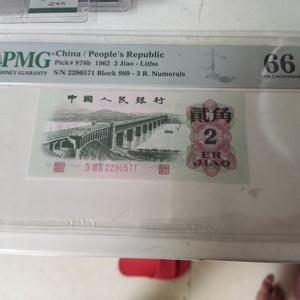 PMG
MONEY GUARANTY
China / People's Republic
Pick# 878b 1962 2 Jiao - Litho
S/N 2290571 Block 989 - 3 R. Numerals
66
中国人民银行
贰角
2
ER
JIAO
2290571